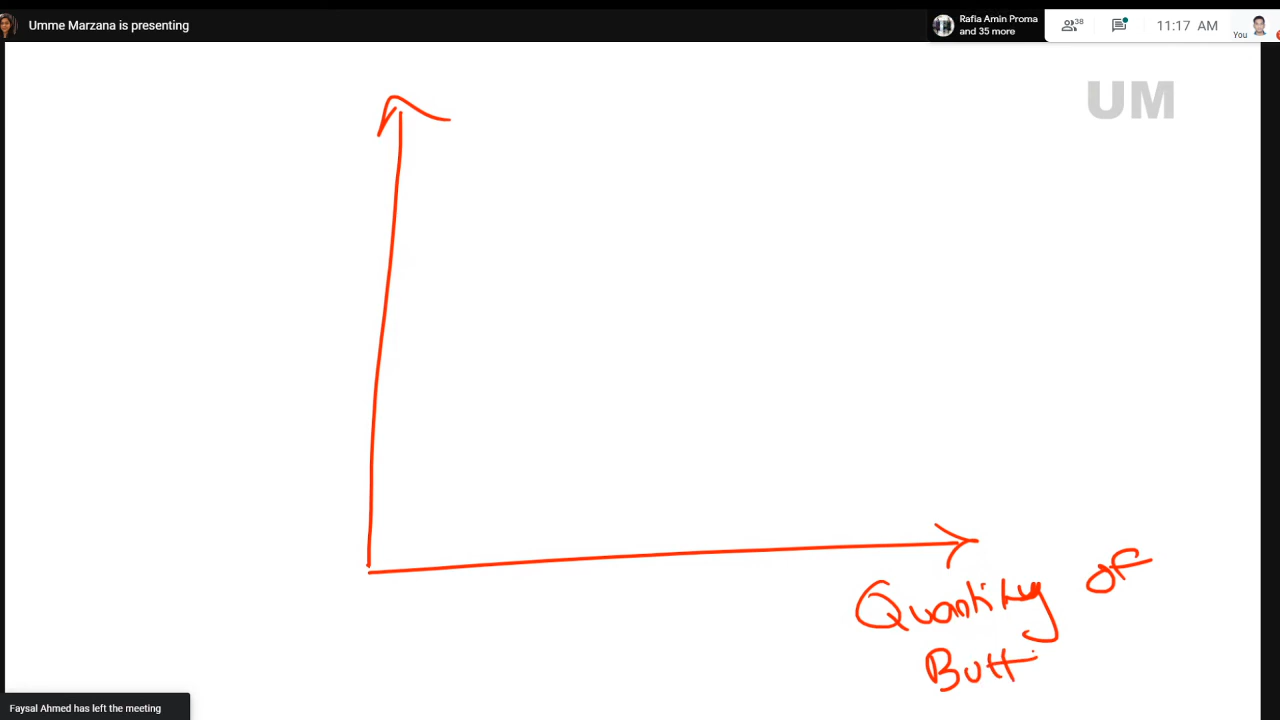 Umme Marzana is presenting
Rafia Amin Proma
and 35 more
38
11:17 AM
You
UM
Quantity of
Butt
Faysal Ahmed has left the meeting